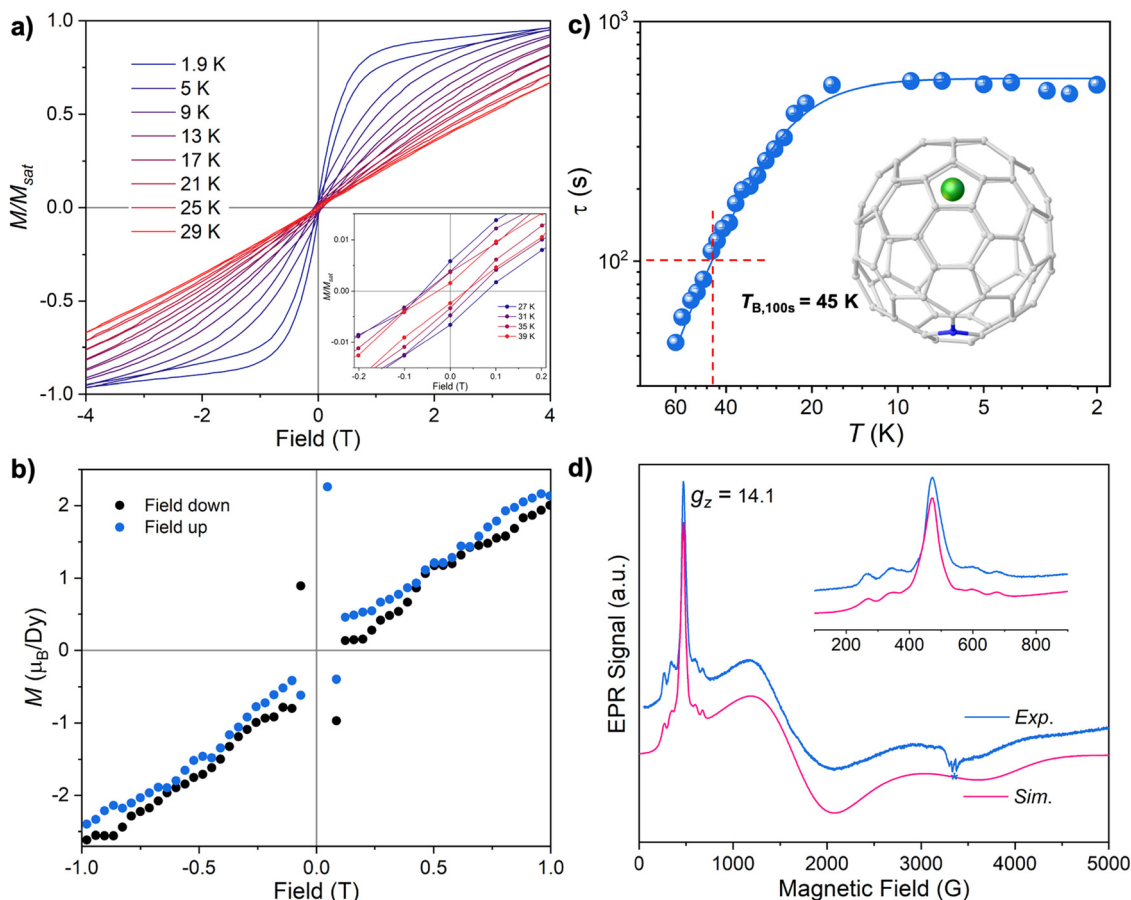 a)
1.0
0.5
0.0
-0.5
-1.0
M/Msat
1.9 K
5 K
9 K
13 K
17 K
21 K
25 K
29 K
0.01
0.00
-0.01
M/Msat
27 K
31 K
35 K
39 K
-0.2 -0.1 0.0 0.1 0.2
Field (T)
-4 -2 0 2 4
Field (T)
c)
10³
10²
τ (s)
TB,100s = 45 K
60 40 20 10 5 2
T (K)
b)
2
1
0
-1
-2
M (μB/Dy)
Field down
Field up
-1.0 -0.5 0.0 0.5 1.0
Field (T)
d)
gz = 14.1
EPR Signal (a.u.)
200 400 600 800
Exp.
*
Sim.
0 1000 2000 3000 4000 5000
Magnetic Field (G)